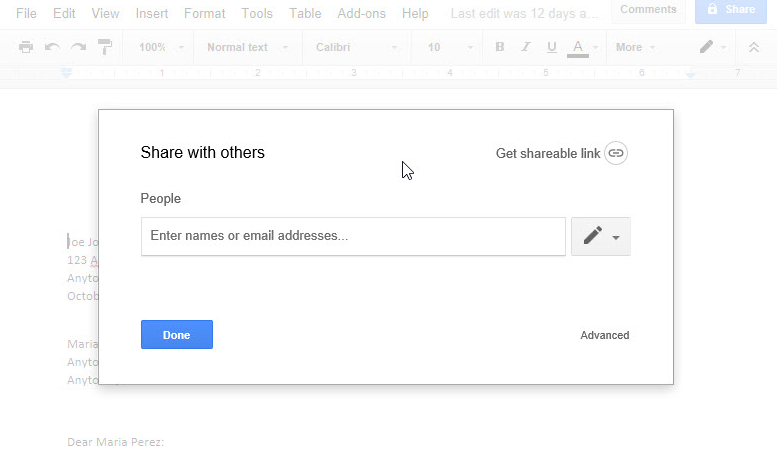 File Edit View Insert Format Tools Table Add-ons Help Last edit was 12 days a... Comments Share
100% Normal text Calibri 10 B I U A More
1 2 3 4 5 6 7
Share with others Get shareable link
People
Enter names or email addresses...
Joe Jo
123 A
Anyto
Octob
Done Advanced
Maria
Anyto
Anyto
Dear Maria Perez: